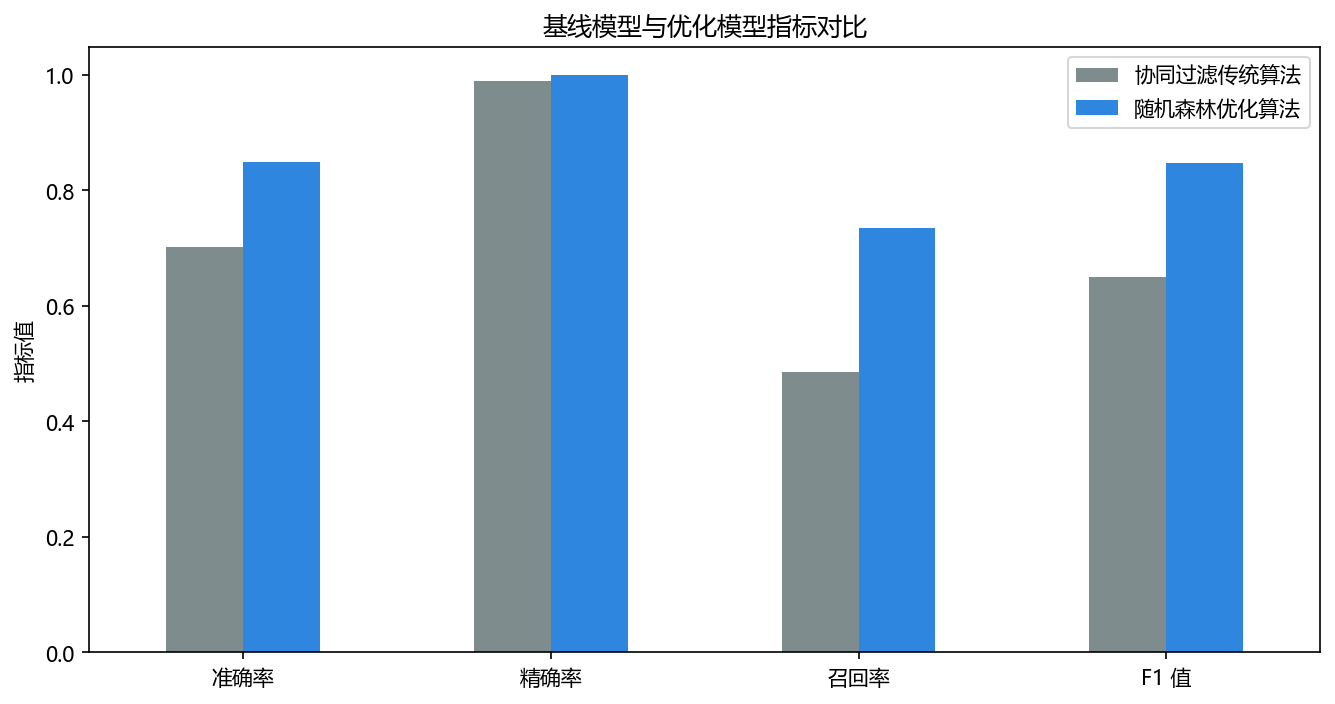 基线模型与优化模型指标对比
协同过滤传统算法
随机森林优化算法
指标值
1.0
0.8
0.6
0.4
0.2
0.0
准确率
精确率
召回率
F1 值